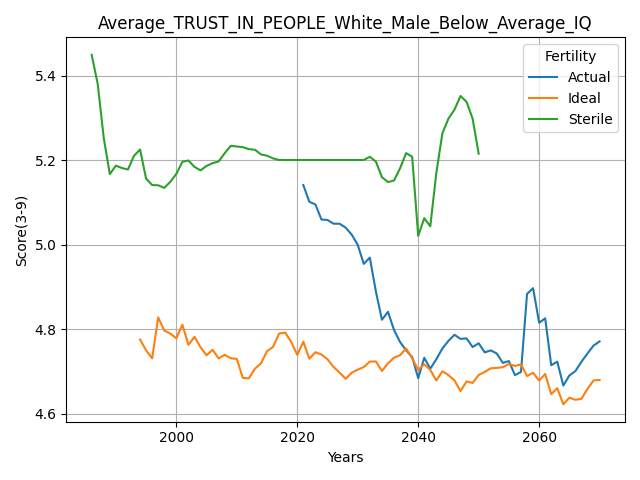 Average_TRUST_IN_PEOPLE_White_Male_Below_Average_IQ
Fertility
Actual
Ideal
Sterile
Score(3-9)
5.4
5.2
5.0
4.8
4.6
2000
2020
2040
2060
Years